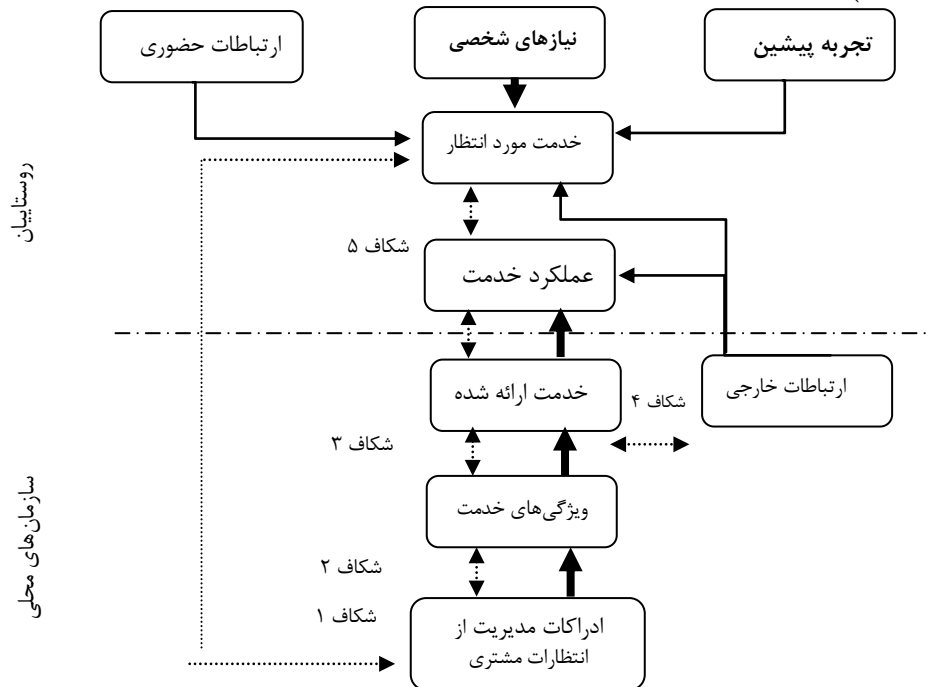 تجربه پیشین
نیازهای شخصی
ارتباطات حضوری
خدمت مورد انتظار
روستاییان
شکاف ۵
عملکرد خدمت
ارتباطات خارجی
شکاف ۴
خدمت ارائه شده
شکاف ۳
ویژگی‌های خدمت
سازمان‌های محلی
شکاف ۲
شکاف ۱
ادراکات مدیریت از
انتظارات مشتری